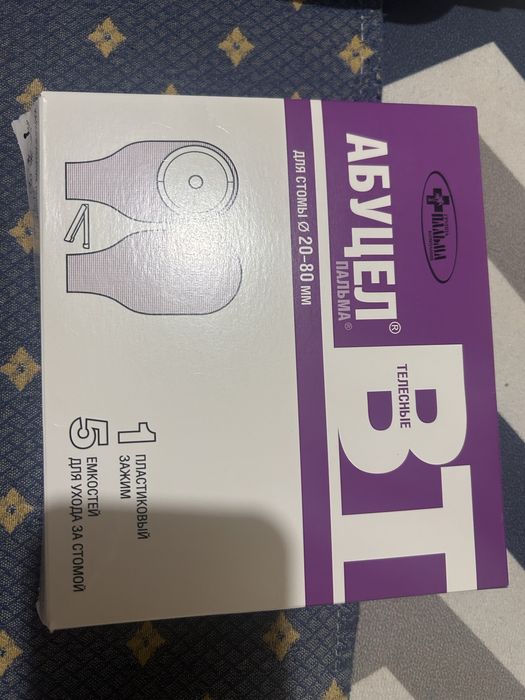 ПАЛЬМА
АБУЦЕЛ®
ПАЛЬМА®
ВТ
ТЕЛЕСНЫЕ
ДЛЯ СТОМЫ Ø 20-80 ММ
1 ПЛАСТИКОВЫЙ
ЗАЖИМ
5 ЕМКОСТЕЙ
ДЛЯ УХОДА ЗА СТОМОЙ